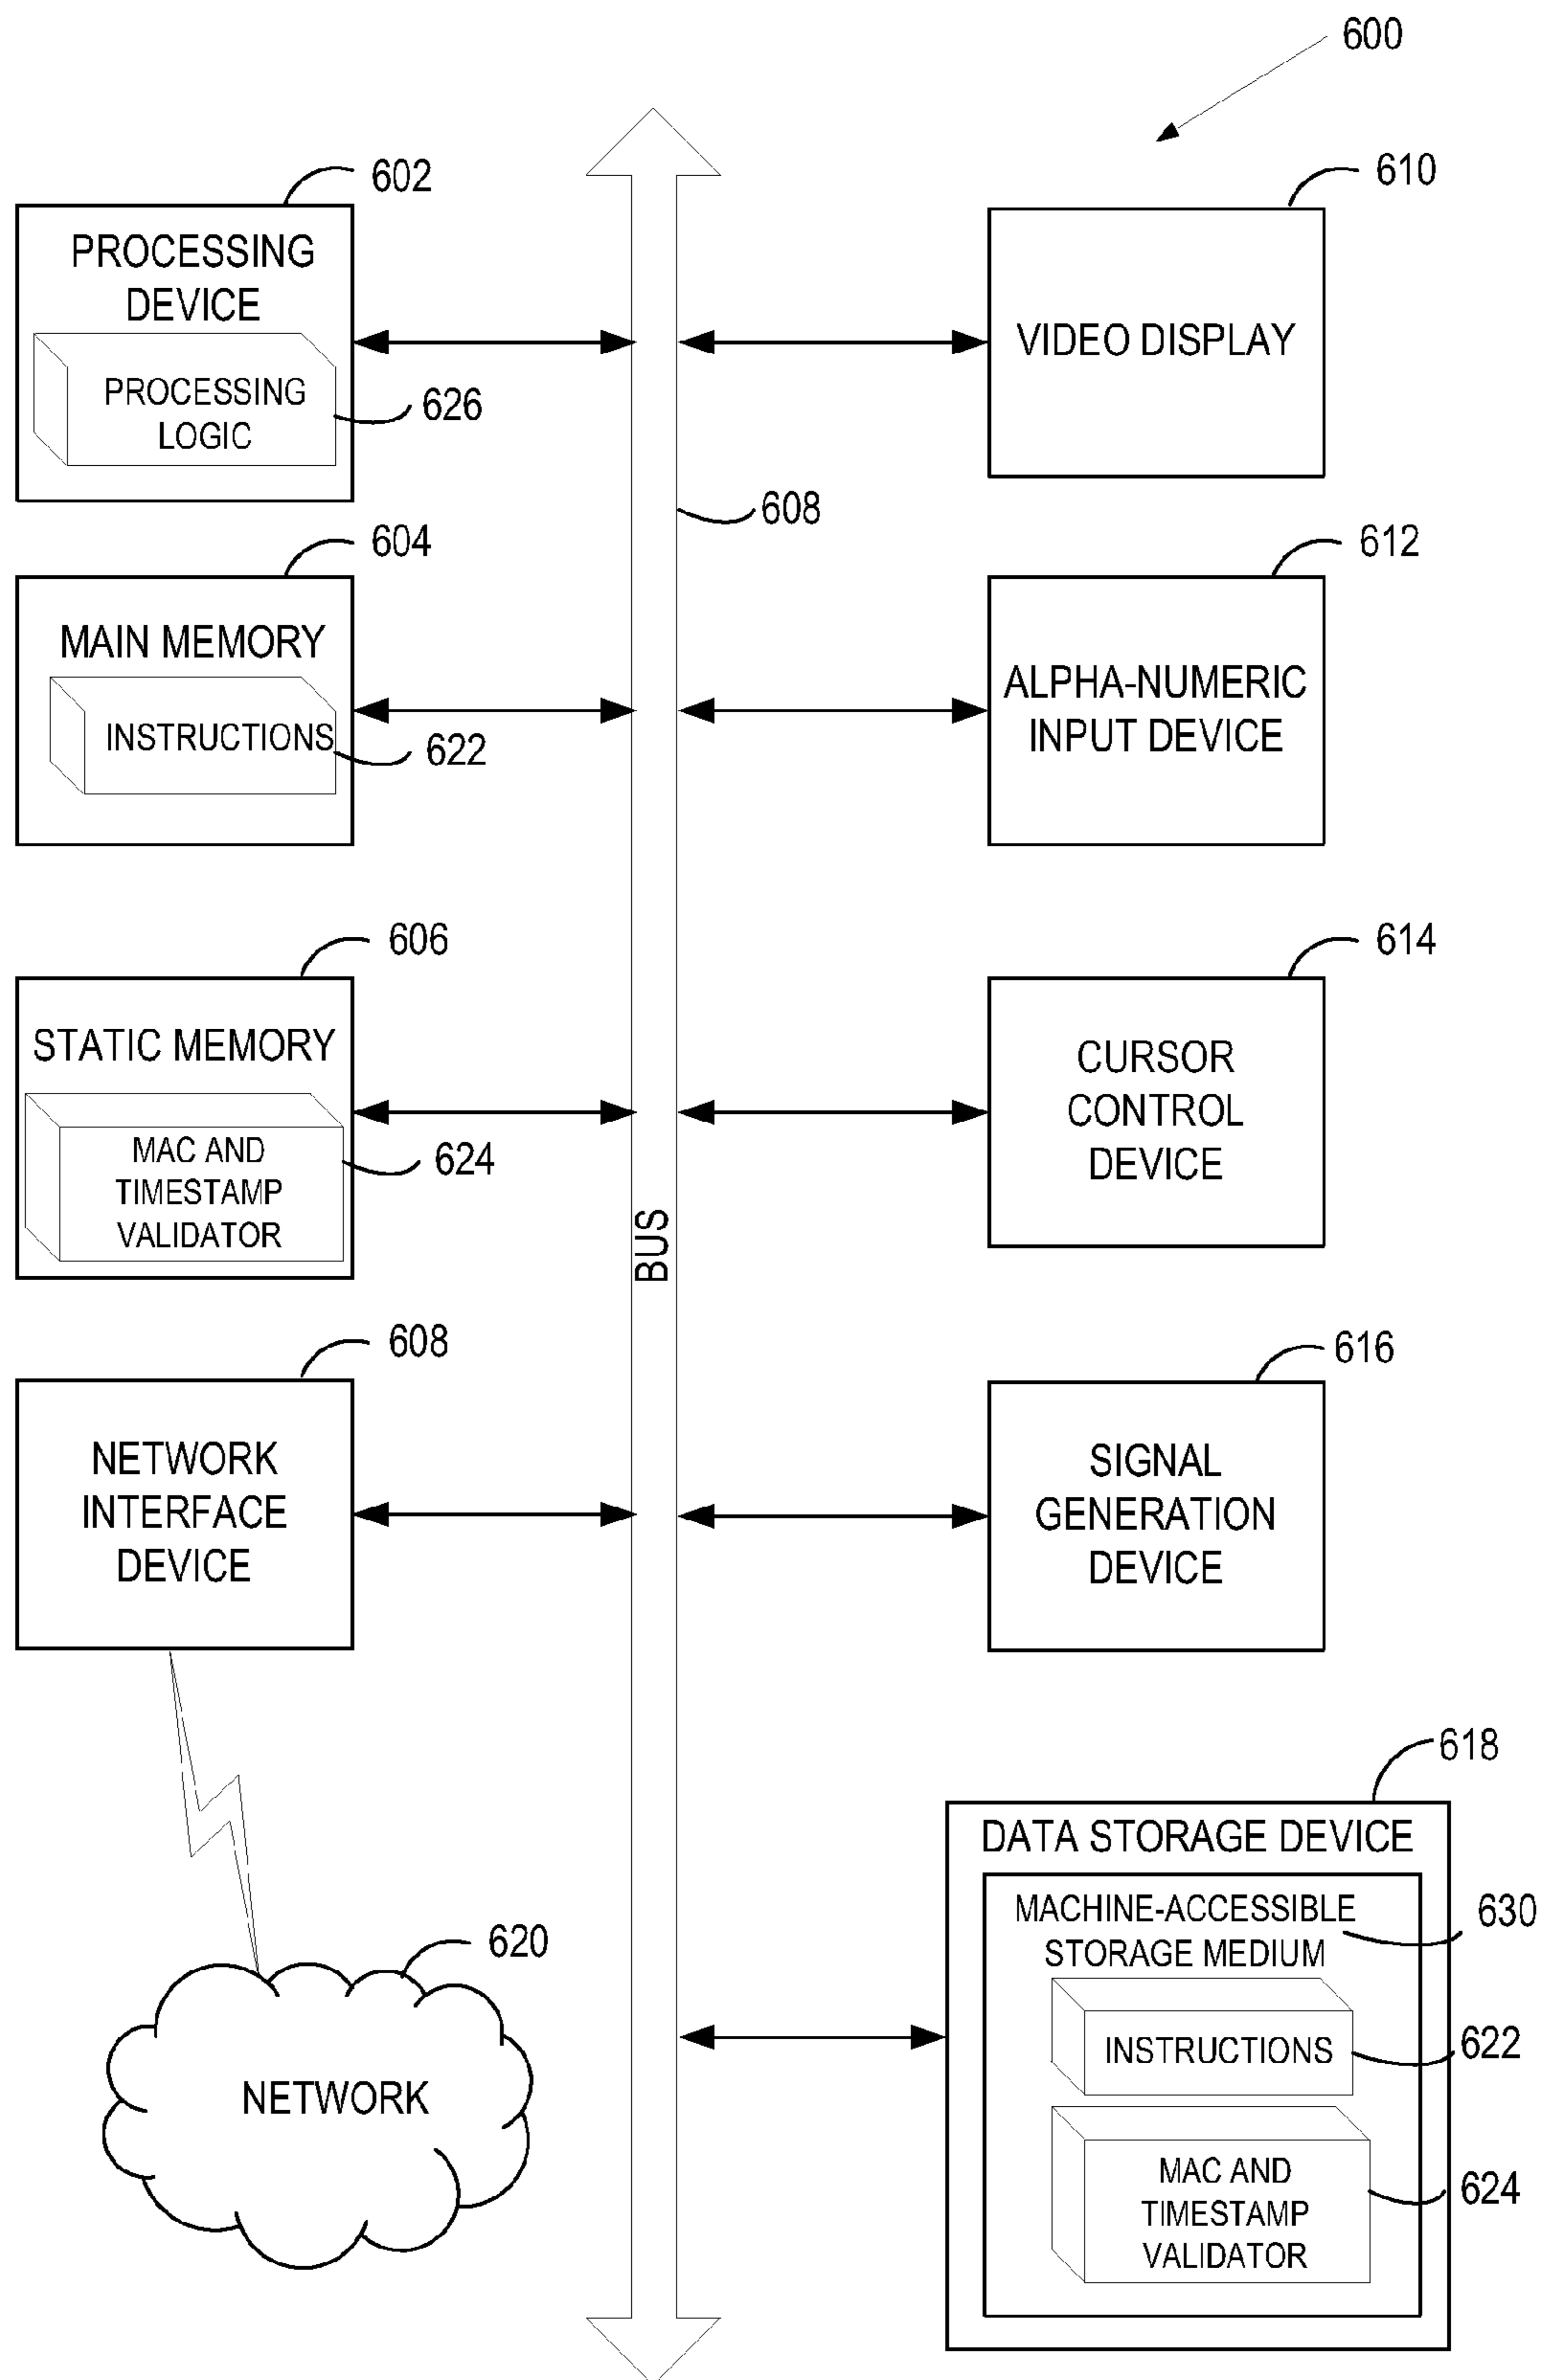 600
602
PROCESSING
DEVICE
PROCESSING
LOGIC
626
610
VIDEO DISPLAY
608
604
MAIN MEMORY
INSTRUCTIONS
622
612
ALPHA-NUMERIC
INPUT DEVICE
606
STATIC MEMORY
MAC AND
TIMESTAMP
VALIDATOR
624
614
CURSOR
CONTROL
DEVICE
BUS
608
NETWORK
INTERFACE
DEVICE
616
SIGNAL
GENERATION
DEVICE
620
NETWORK
618
DATA STORAGE DEVICE
MACHINE-ACCESSIBLE
STORAGE MEDIUM
630
INSTRUCTIONS
622
MAC AND
TIMESTAMP
VALIDATOR
624